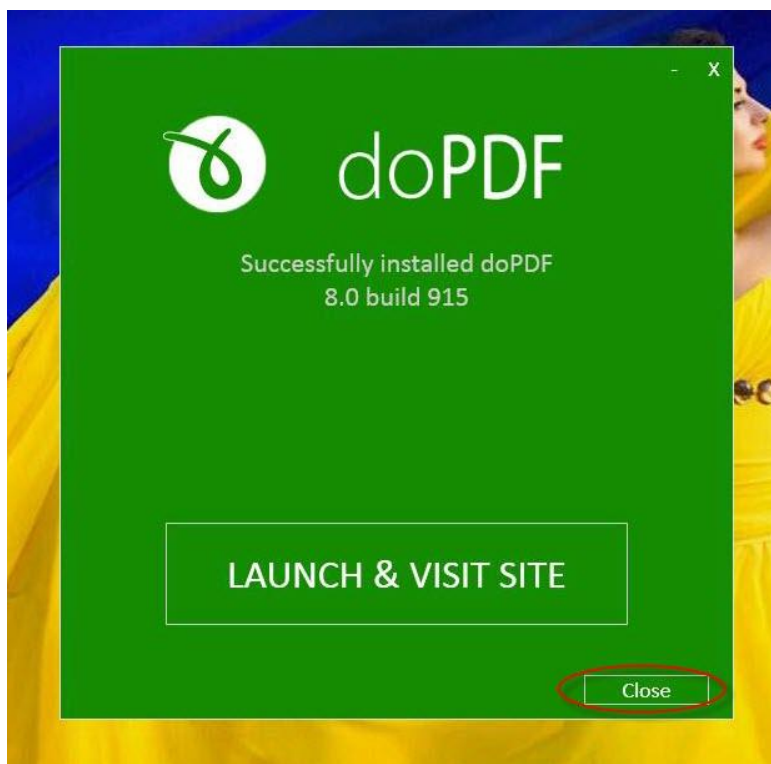 - X
doPDF
Successfully installed doPDF
8.0 build 915
LAUNCH & VISIT SITE
Close